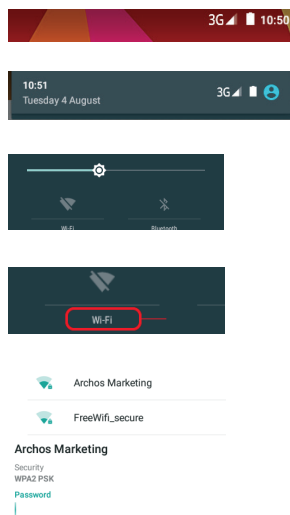 3G 10:50
10:51
Tuesday 4 August
3G
Wi-Fi Bluetooth
Wi-Fi
Archos Marketing
FreeWifi_secure
Archos Marketing
Security
WPA2 PSK
Password